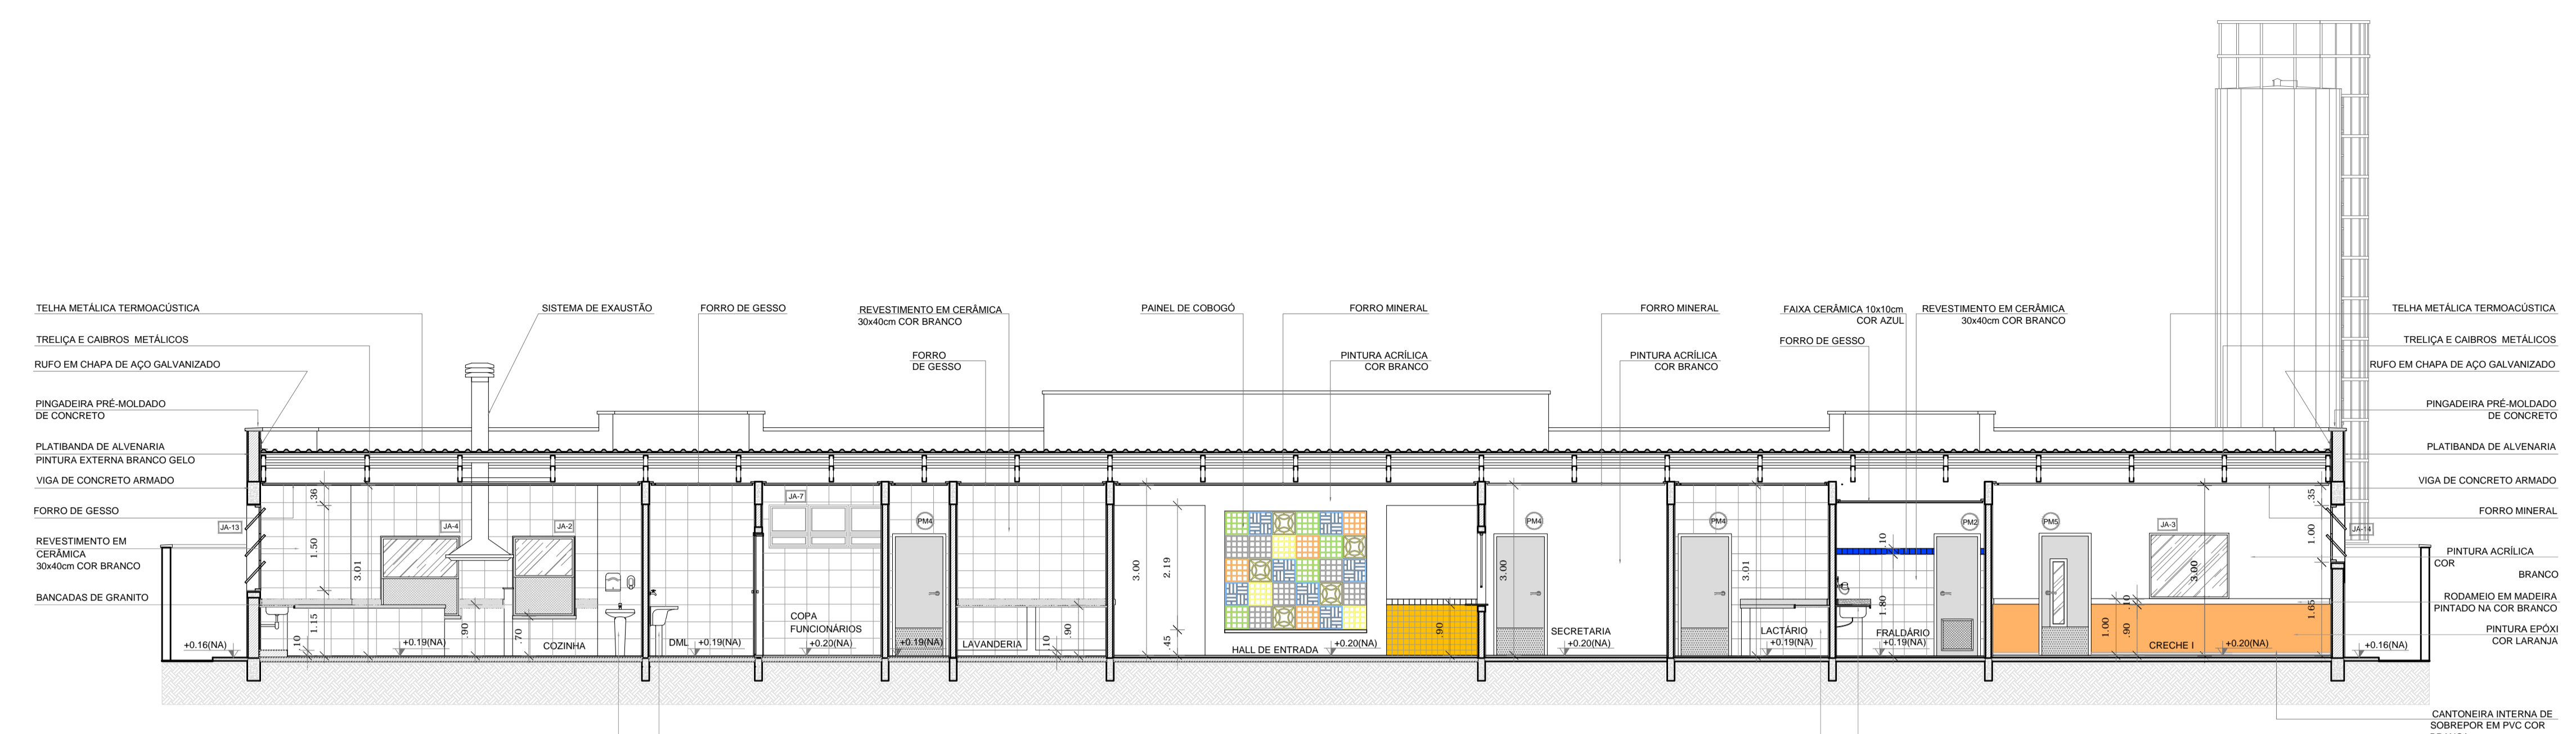 TELHA METÁLICA TERMOACÚSTICA
SISTEMA DE EXAUSTÃO
FORRO DE GESSO
REVESTIMENTO EM CERÂMICA
30x40cm COR BRANCO
PAINEL DE COBOGÓ
FORRO MINERAL
FORRO MINERAL
FAIXA CERÂMICA 10x10cm
COR AZUL
REVESTIMENTO EM CERÂMICA
30x40cm COR BRANCO
TELHA METÁLICA TERMOACÚSTICA
TRELIÇA E CAIBROS METÁLICOS
FORRO DE GESSO
TRELIÇA E CAIBROS METÁLICOS
FORRO
DE GESSO
PINTURA ACRÍLICA
COR BRANCO
PINTURA ACRÍLICA
COR BRANCO
RUFO EM CHAPA DE AÇO GALVANIZADO
RUFO EM CHAPA DE AÇO GALVANIZADO
PINGADEIRA PRÉ-MOLDADO
DE CONCRETO
PINGADEIRA PRÉ-MOLDADO
DE CONCRETO
PLATIBANDA DE ALVENARIA
PINTURA EXTERNA BRANCO GELO
PLATIBANDA DE ALVENARIA
VIGA DE CONCRETO ARMADO
VIGA DE CONCRETO ARMADO
FORRO DE GESSO
FORRO MINERAL
REVESTIMENTO EM
CERÂMICA
30x40cm COR BRANCO
PINTURA ACRÍLICA
COR
BRANCO
BANCADAS DE GRANITO
RODAMEIO EM MADEIRA
PINTADO NA COR BRANCO
PINTURA EPÓXI
COR LARANJA
JA-13
JA-4
JA-2
JA-7
PM4
PM4
PM4
PM2
PM5
JA-3
JA-14
.36
1.50
3.01
1.15
.10
.90
.70
.10
.90
3.00
2.19
.45
.90
3.00
3.01
.10
1.80
1.00
.90
.10
3.00
.35
1.00
1.65
+0.16(NA)
+0.19(NA)
COZINHA
DML
+0.19(NA)
COPA
FUNCIONÁRIOS
+0.20(NA)
+0.19(NA)
LAVANDERIA
HALL DE ENTRADA
+0.20(NA)
SECRETARIA
+0.20(NA)
LACTÁRIO
+0.19(NA)
FRALDÁRIO
+0.19(NA)
CRECHE I
+0.20(NA)
+0.16(NA)
CANTONEIRA INTERNA DE
SOBREPOR EM PVC COR